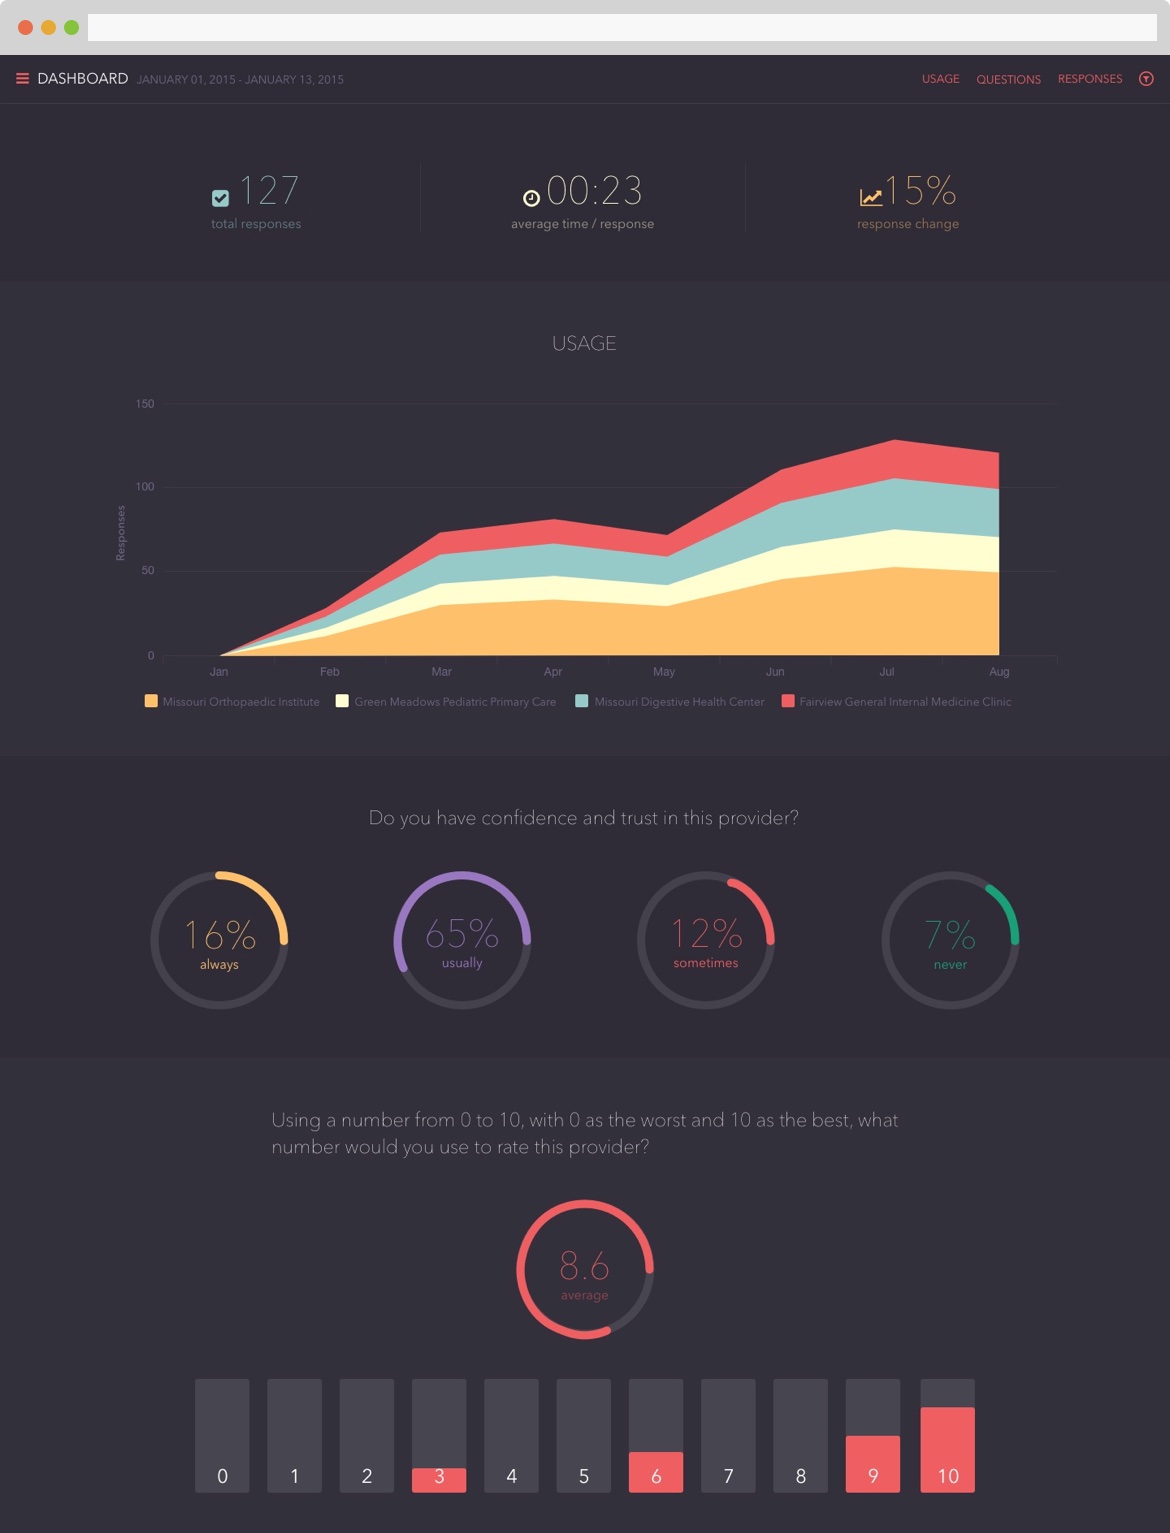 DASHBOARD JANUARY 01, 2015 - JANUARY 13, 2015 USAGE QUESTIONS RESPONSES
127 00:23 15%
total responses average time / response response change
USAGE
150
100
50
0
Responses
Jan Feb Mar Apr May Jun Jul Aug
Missouri Orthopaedic Institute Green Meadows Pediatric Primary Care Missouri Digestive Health Center Fairview General Internal Medicine Clinic
Do you have confidence and trust in this provider?
16% 65% 12% 7%
always usually sometimes never
Using a number from 0 to 10, with 0 as the worst and 10 as the best, what
number would you use to rate this provider?
8.6
average
0 1 2 3 4 5 6 7 8 9 10